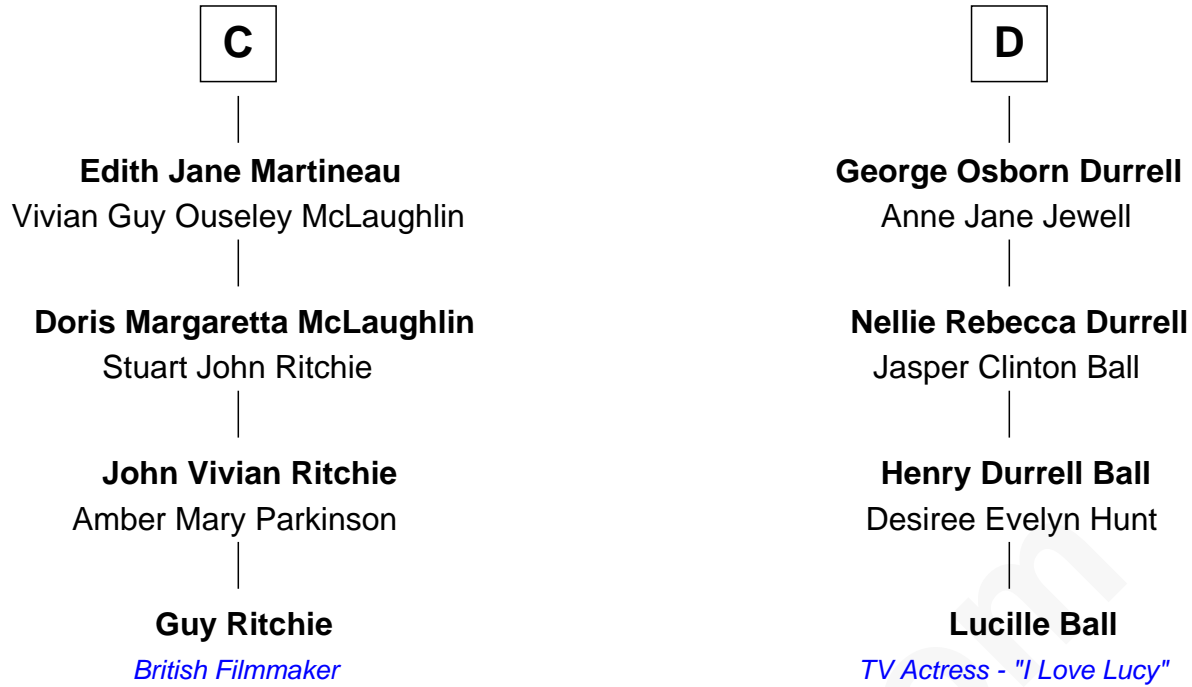 C
Edith Jane Martineau
Vivian Guy Ouseley McLaughlin
Doris Margaretta McLaughlin
Stuart John Ritchie
John Vivian Ritchie
Amber Mary Parkinson
Guy Ritchie
British Filmmaker
D
George Osborn Durrell
Anne Jane Jewell
Nellie Rebecca Durrell
Jasper Clinton Ball
Henry Durrell Ball
Desiree Evelyn Hunt
Lucille Ball
TV Actress - "I Love Lucy"